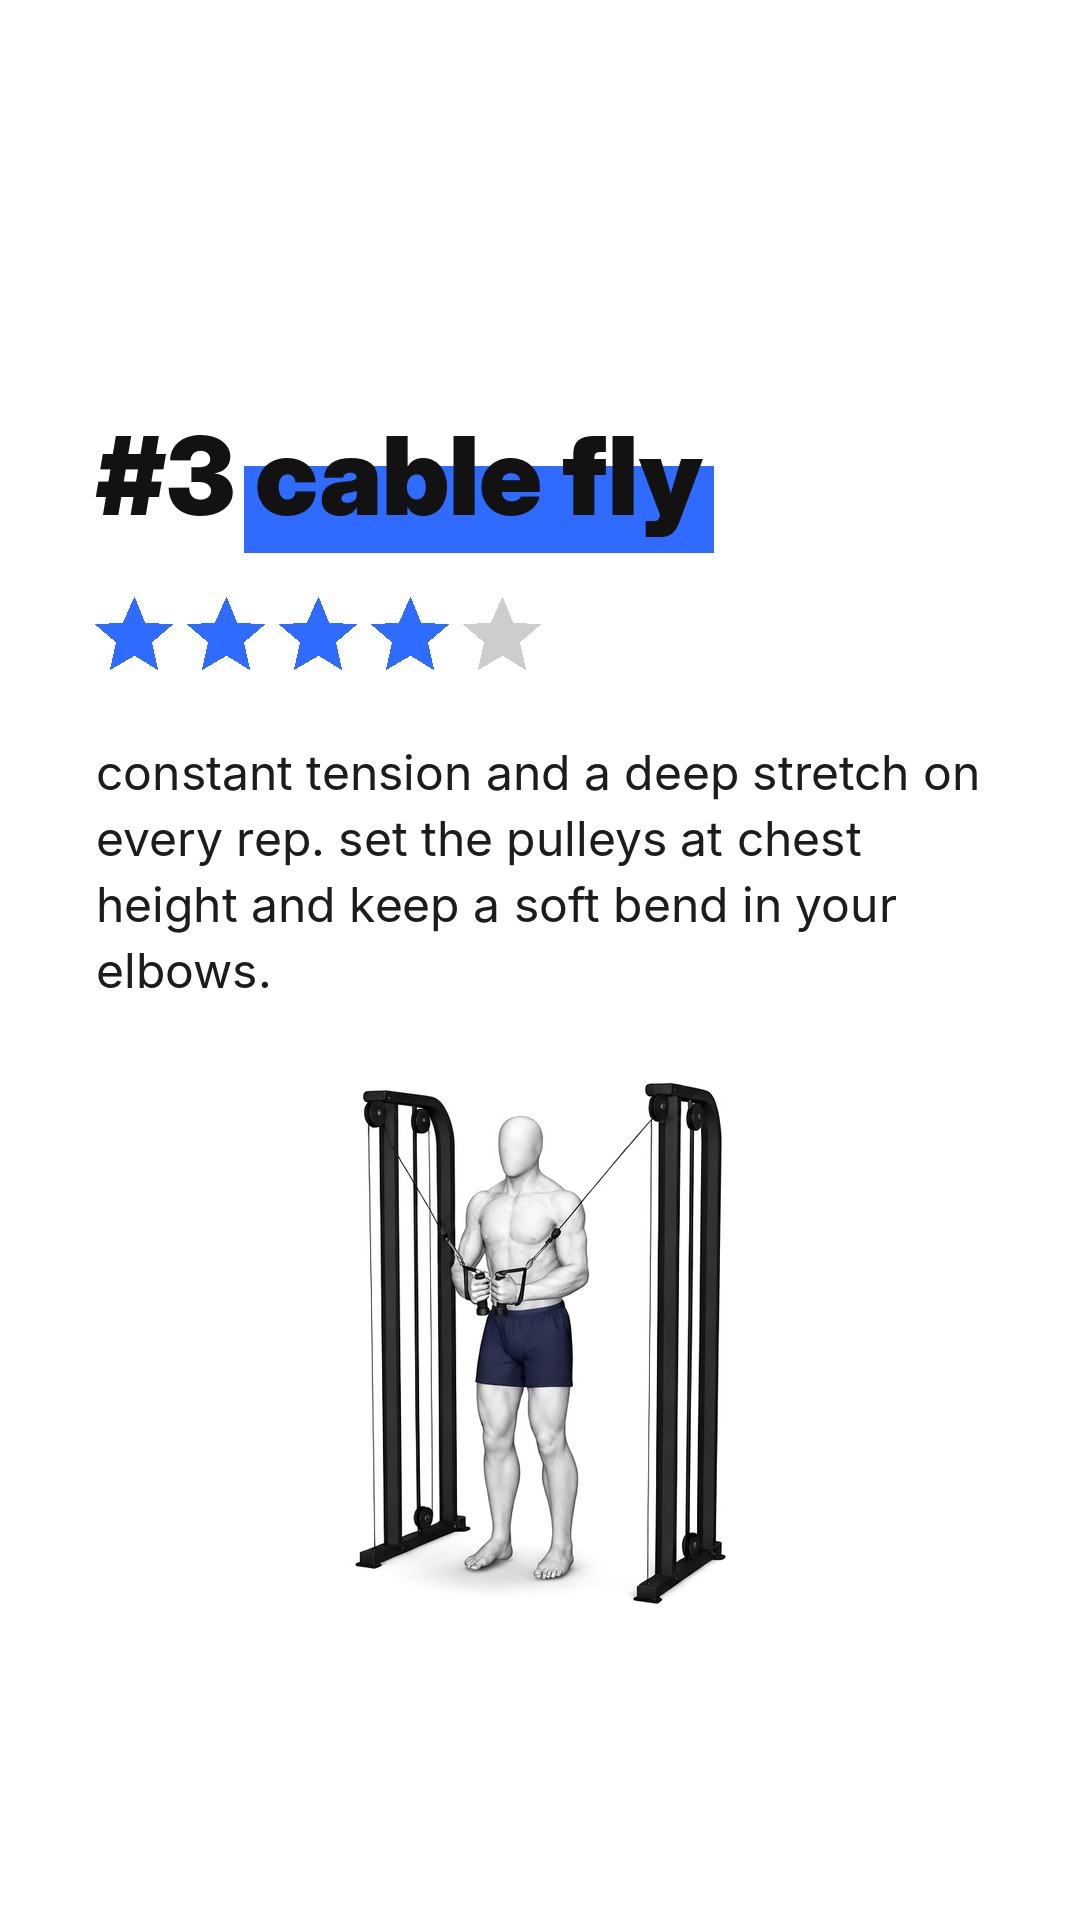 #3 cable fly
constant tension and a deep stretch on
every rep. set the pulleys at chest
height and keep a soft bend in your
elbows.